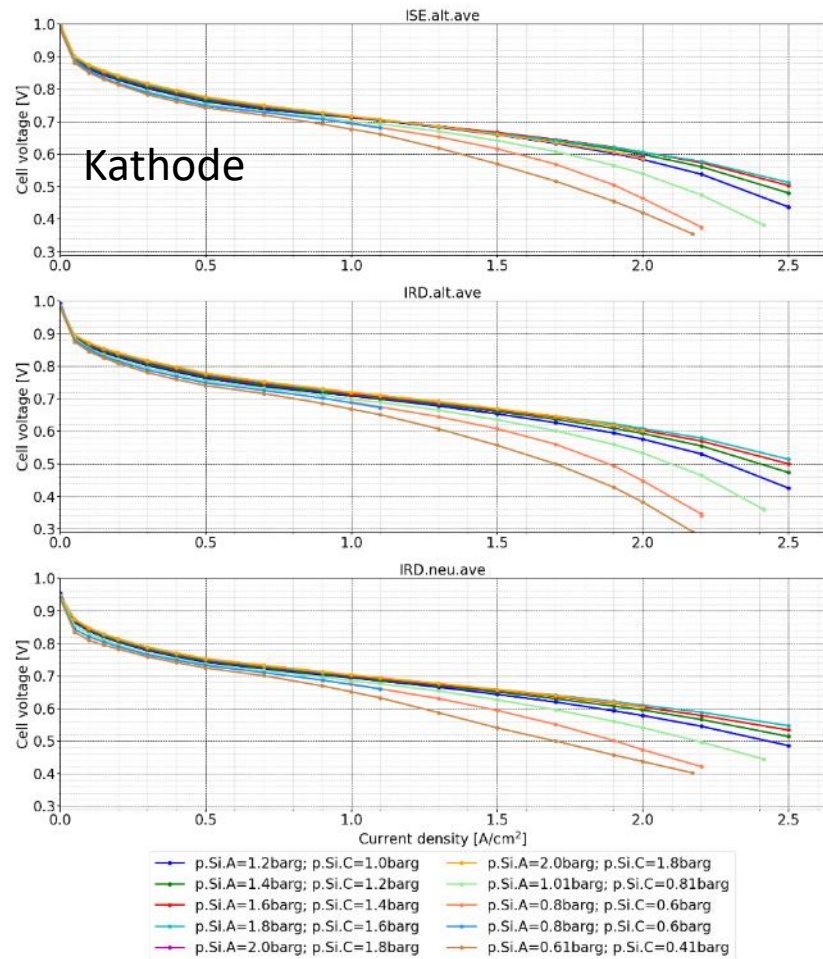 ISE.alt.ave
1.0
0.9
0.8
0.7
0.6
0.5
0.4
0.3
Cell voltage [V]
Kathode
0.0 0.5 1.0 1.5 2.0 2.5
IRD.alt.ave
1.0
0.9
0.8
0.7
0.6
0.5
0.4
0.3
Cell voltage [V]
0.0 0.5 1.0 1.5 2.0 2.5
IRD.neu.ave
1.0
0.9
0.8
0.7
0.6
0.5
0.4
0.3
Cell voltage [V]
0.0 0.5 1.0 1.5 2.0 2.5
Current density [A/cm²]
p.Si.A=1.2barg; p.Si.C=1.0barg
p.Si.A=1.4barg; p.Si.C=1.2barg
p.Si.A=1.6barg; p.Si.C=1.4barg
p.Si.A=1.8barg; p.Si.C=1.6barg
p.Si.A=2.0barg; p.Si.C=1.8barg
p.Si.A=2.0barg; p.Si.C=1.8barg
p.Si.A=1.01barg; p.Si.C=0.81barg
p.Si.A=0.8barg; p.Si.C=0.6barg
p.Si.A=0.8barg; p.Si.C=0.6barg
p.Si.A=0.61barg; p.Si.C=0.41barg